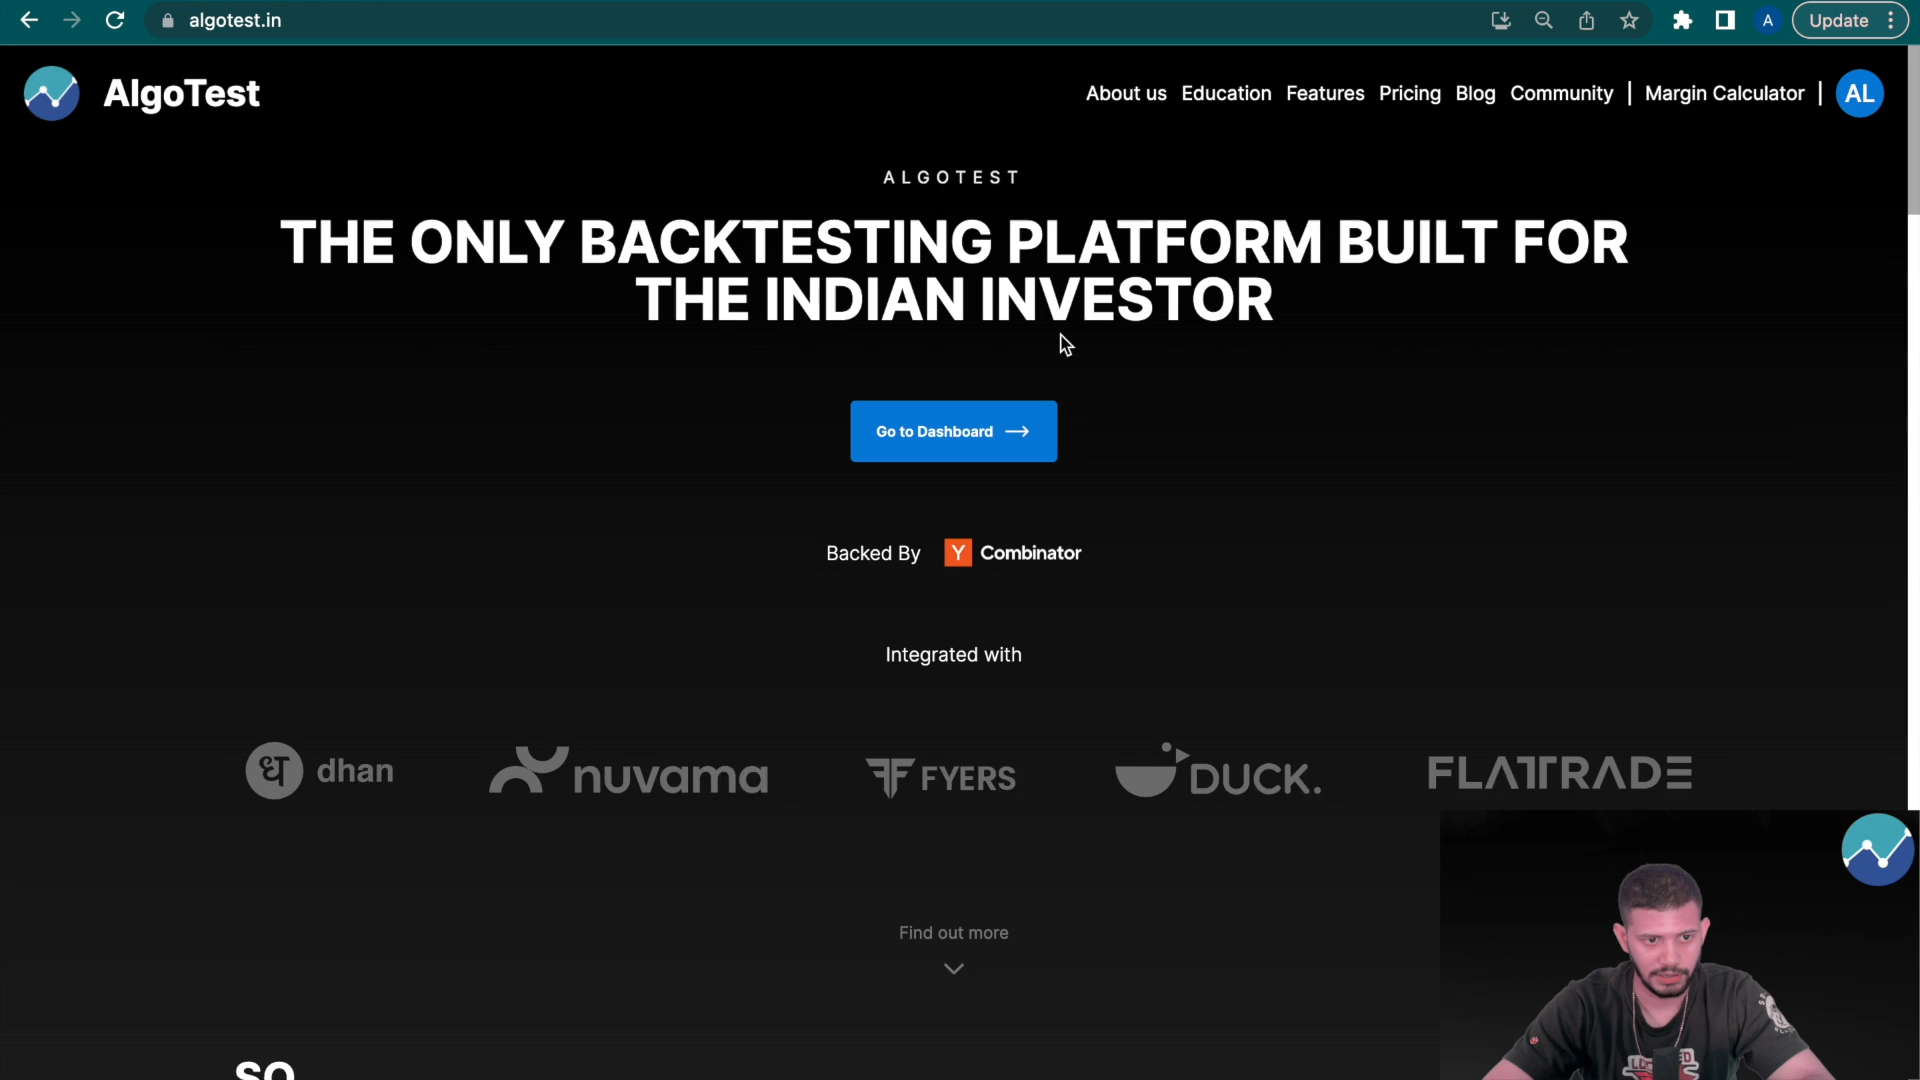 algotest.in
A
Update
AlgoTest
About us Education Features Pricing Blog Community | Margin Calculator |
AL
ALGOTEST
THE ONLY BACKTESTING PLATFORM BUILT FOR
THE INDIAN INVESTOR
Go to Dashboard
Backed By Y Combinator
Integrated with
ध dhan
nuvama
FYERS
DUCK.
FLATTRADE
Find out more
so